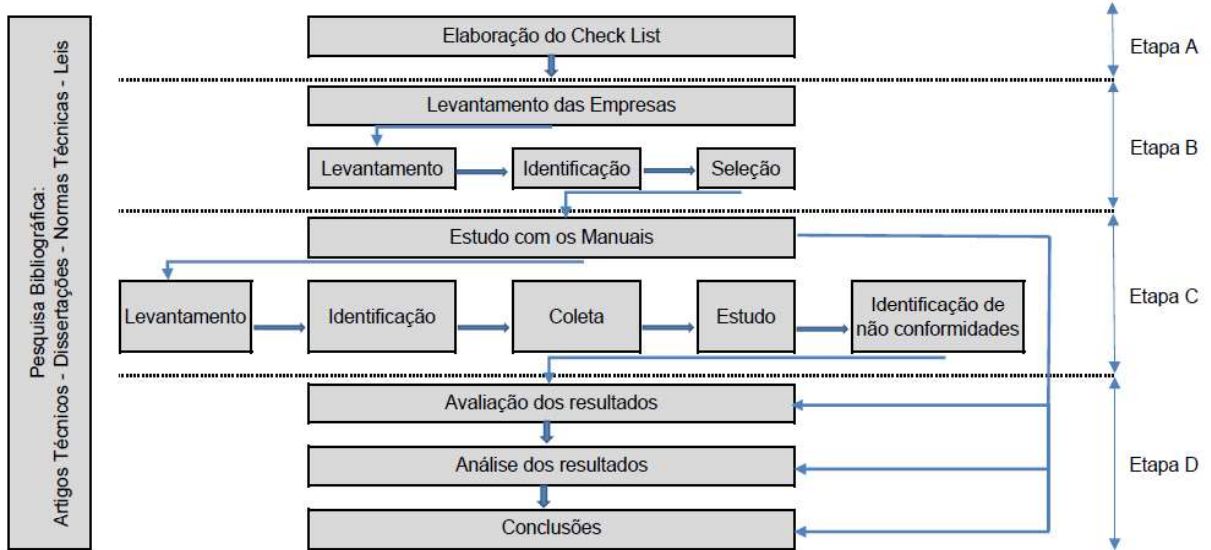 Pesquisa Bibliográfica:
Artigos Técnicos - Dissertações - Normas Técnicas - Leis
Elaboração do Check List
Etapa A
Levantamento das Empresas
Levantamento
Identificação
Seleção
Etapa B
Estudo com os Manuais
Levantamento
Identificação
Coleta
Estudo
Identificação de
não conformidades
Etapa C
Avaliação dos resultados
Análise dos resultados
Conclusões
Etapa D